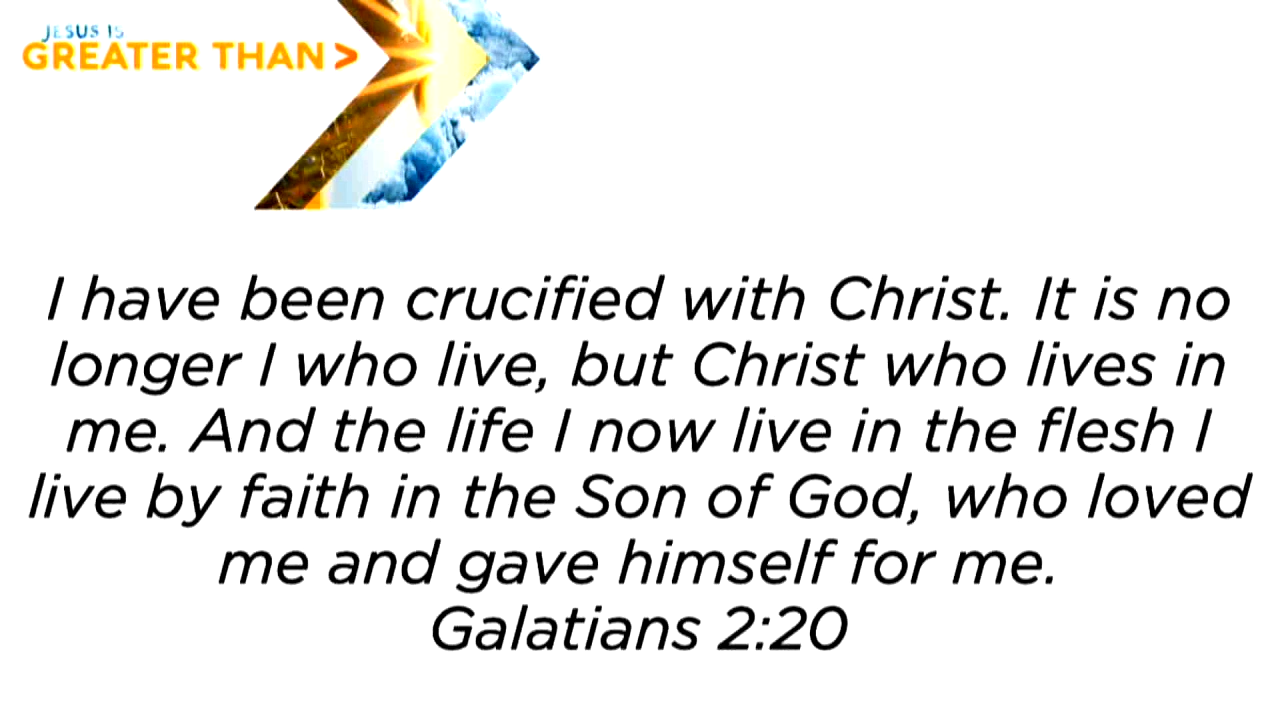 JESUS IS
GREATER THAN >
I have been crucified with Christ. It is no
longer I who live, but Christ who lives in
me. And the life I now live in the flesh I
live by faith in the Son of God, who loved
me and gave himself for me.
Galatians 2:20